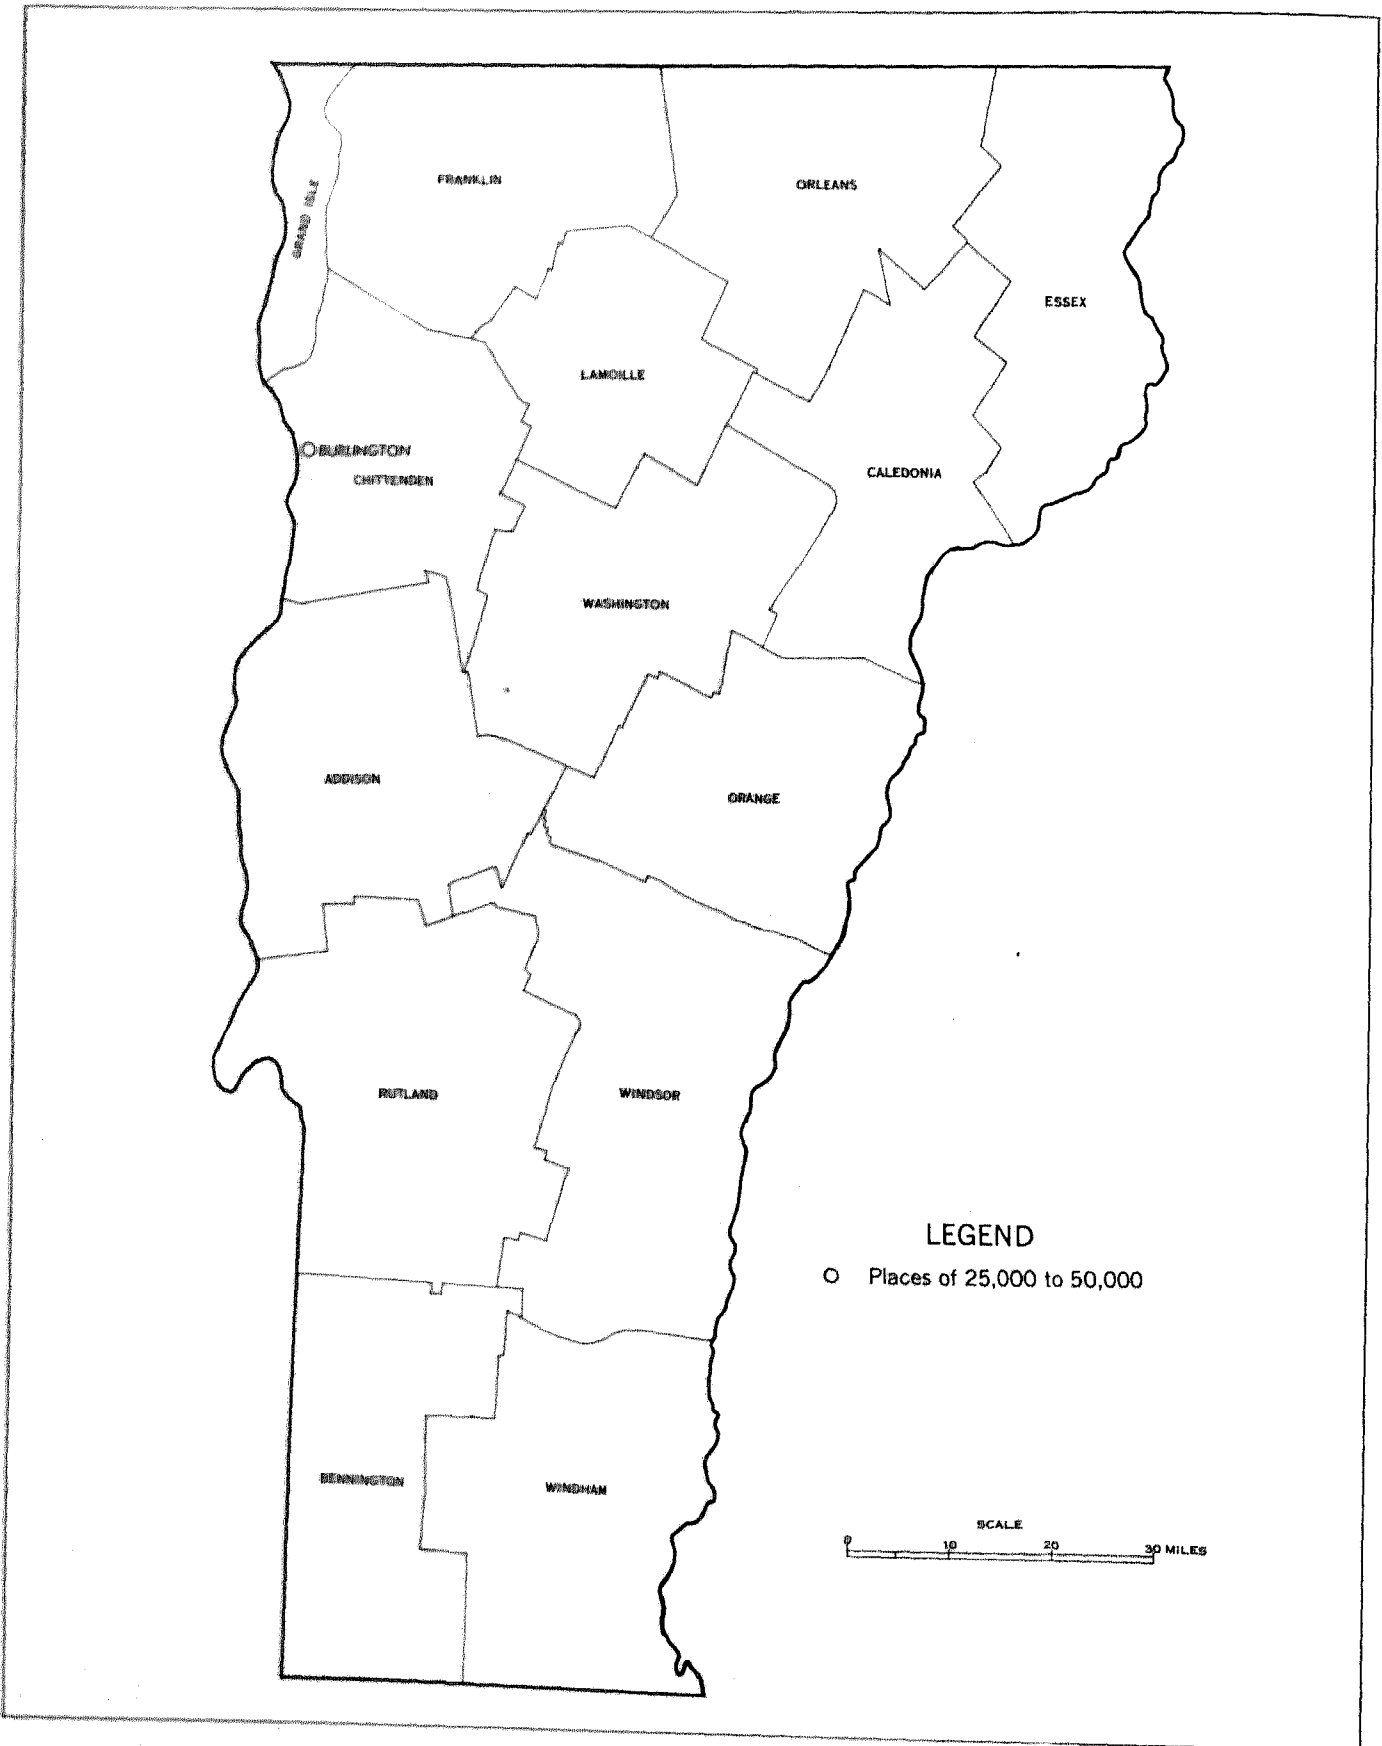 FRANKLIN
ORLEANS
GRAND ISLE
ESSEX
LAMOILLE
BURLINGTON
CHITTENDEN
CALEDONIA
WASHINGTON
ADDISON
ORANGE
RUTLAND
WINDSOR
LEGEND
Places of 25,000 to 50,000
BENNINGTON
WINDHAM
SCALE
0 10 20 30 MILES